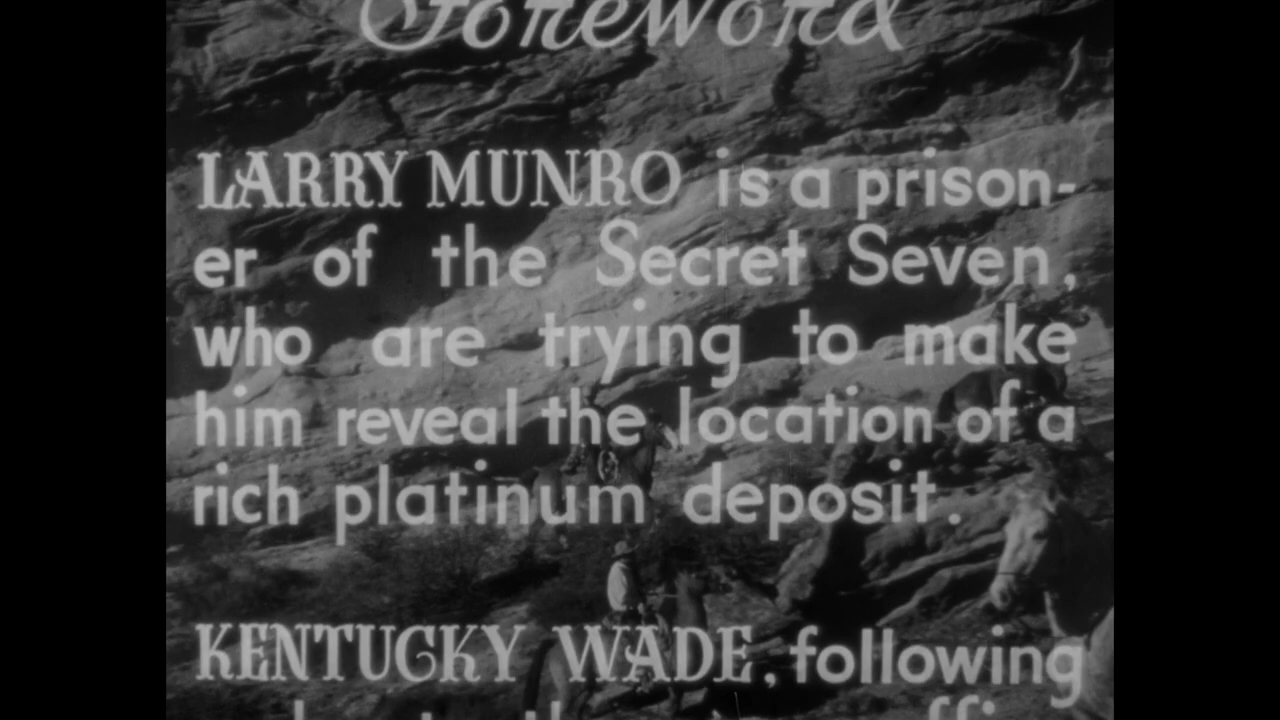 Foreword
LARRY MUNRO is a prison-
er of the Secret Seven,
who are trying to make
him reveal the location of a
rich platinum deposit.
KENTUCKY WADE, following